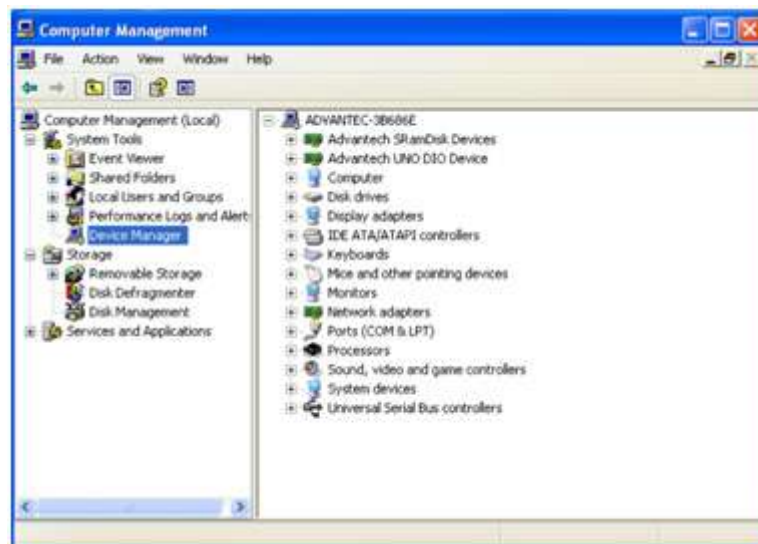 Computer Management
File Action View Window Help
Computer Management (Local)
System Tools
Event Viewer
Shared Folders
Local Users and Groups
Performance Logs and Alert
Device Manager
Storage
Removable Storage
Disk Defragmenter
Disk Management
Services and Applications
ADVANTEC-3B686E
Advantech SRamDisk Devices
Advantech UNO DIO Device
Computer
Disk drives
Display adapters
IDE ATA/ATAPI controllers
Keyboards
Mice and other pointing devices
Monitors
Network adapters
Ports (COM & LPT)
Processors
Sound, video and game controllers
System devices
Universal Serial Bus controllers